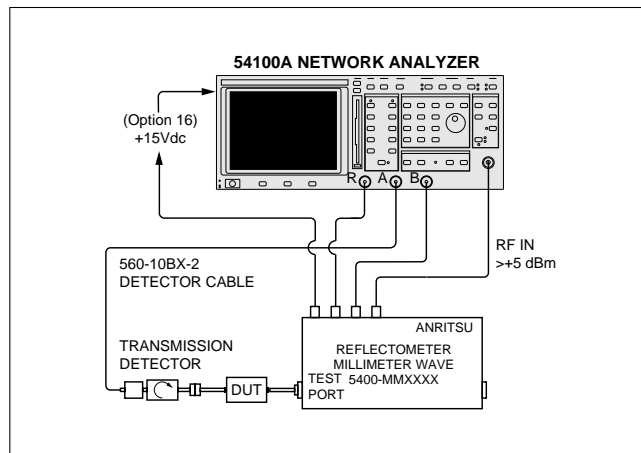 54100A NETWORK ANALYZER
(Option 16)
+15Vdc
R
A
B
560-10BX-2
DETECTOR CABLE
RF IN
>+5 dBm
ANRITSU
TRANSMISSION
DETECTOR
REFLECTOMETER
MILLIMETER WAVE
5400-MMXXXX
TEST
PORT
DUT